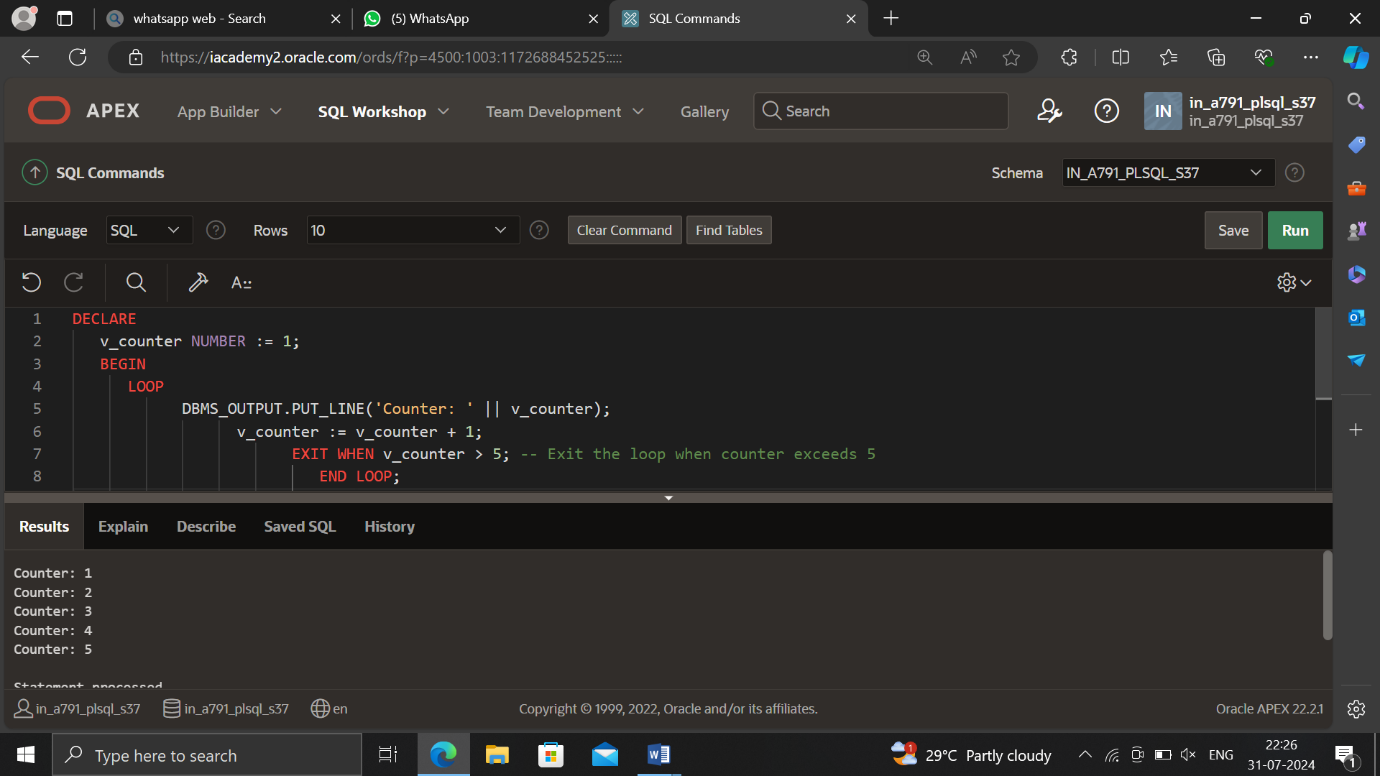 whatsapp web - Search
(5) WhatsApp
SQL Commands
https://iacademy2.oracle.com/ords/f?p=4500:1003:1172688452525:::::
APEX
App Builder
SQL Workshop
Team Development
Gallery
Search
IN
in_a791_plsql_s37
in_a791_plsql_s37
SQL Commands
Schema
IN_A791_PLSQL_S37
Language
SQL
Rows
10
Clear Command
Find Tables
Save
Run
A::
1 DECLARE
2 v_counter NUMBER := 1;
3 BEGIN
4 LOOP
5 DBMS_OUTPUT.PUT_LINE('Counter: ' || v_counter);
6 v_counter := v_counter + 1;
7 EXIT WHEN v_counter > 5; -- Exit the loop when counter exceeds 5
8 END LOOP;
Results
Explain
Describe
Saved SQL
History
Counter: 1
Counter: 2
Counter: 3
Counter: 4
Counter: 5
Statement processed
in_a791_plsql_s37
in_a791_plsql_s37
en
Copyright © 1999, 2022, Oracle and/or its affiliates.
Oracle APEX 22.2.1
Type here to search
1
29°C Partly cloudy
ENG
22:26
31-07-2024
1